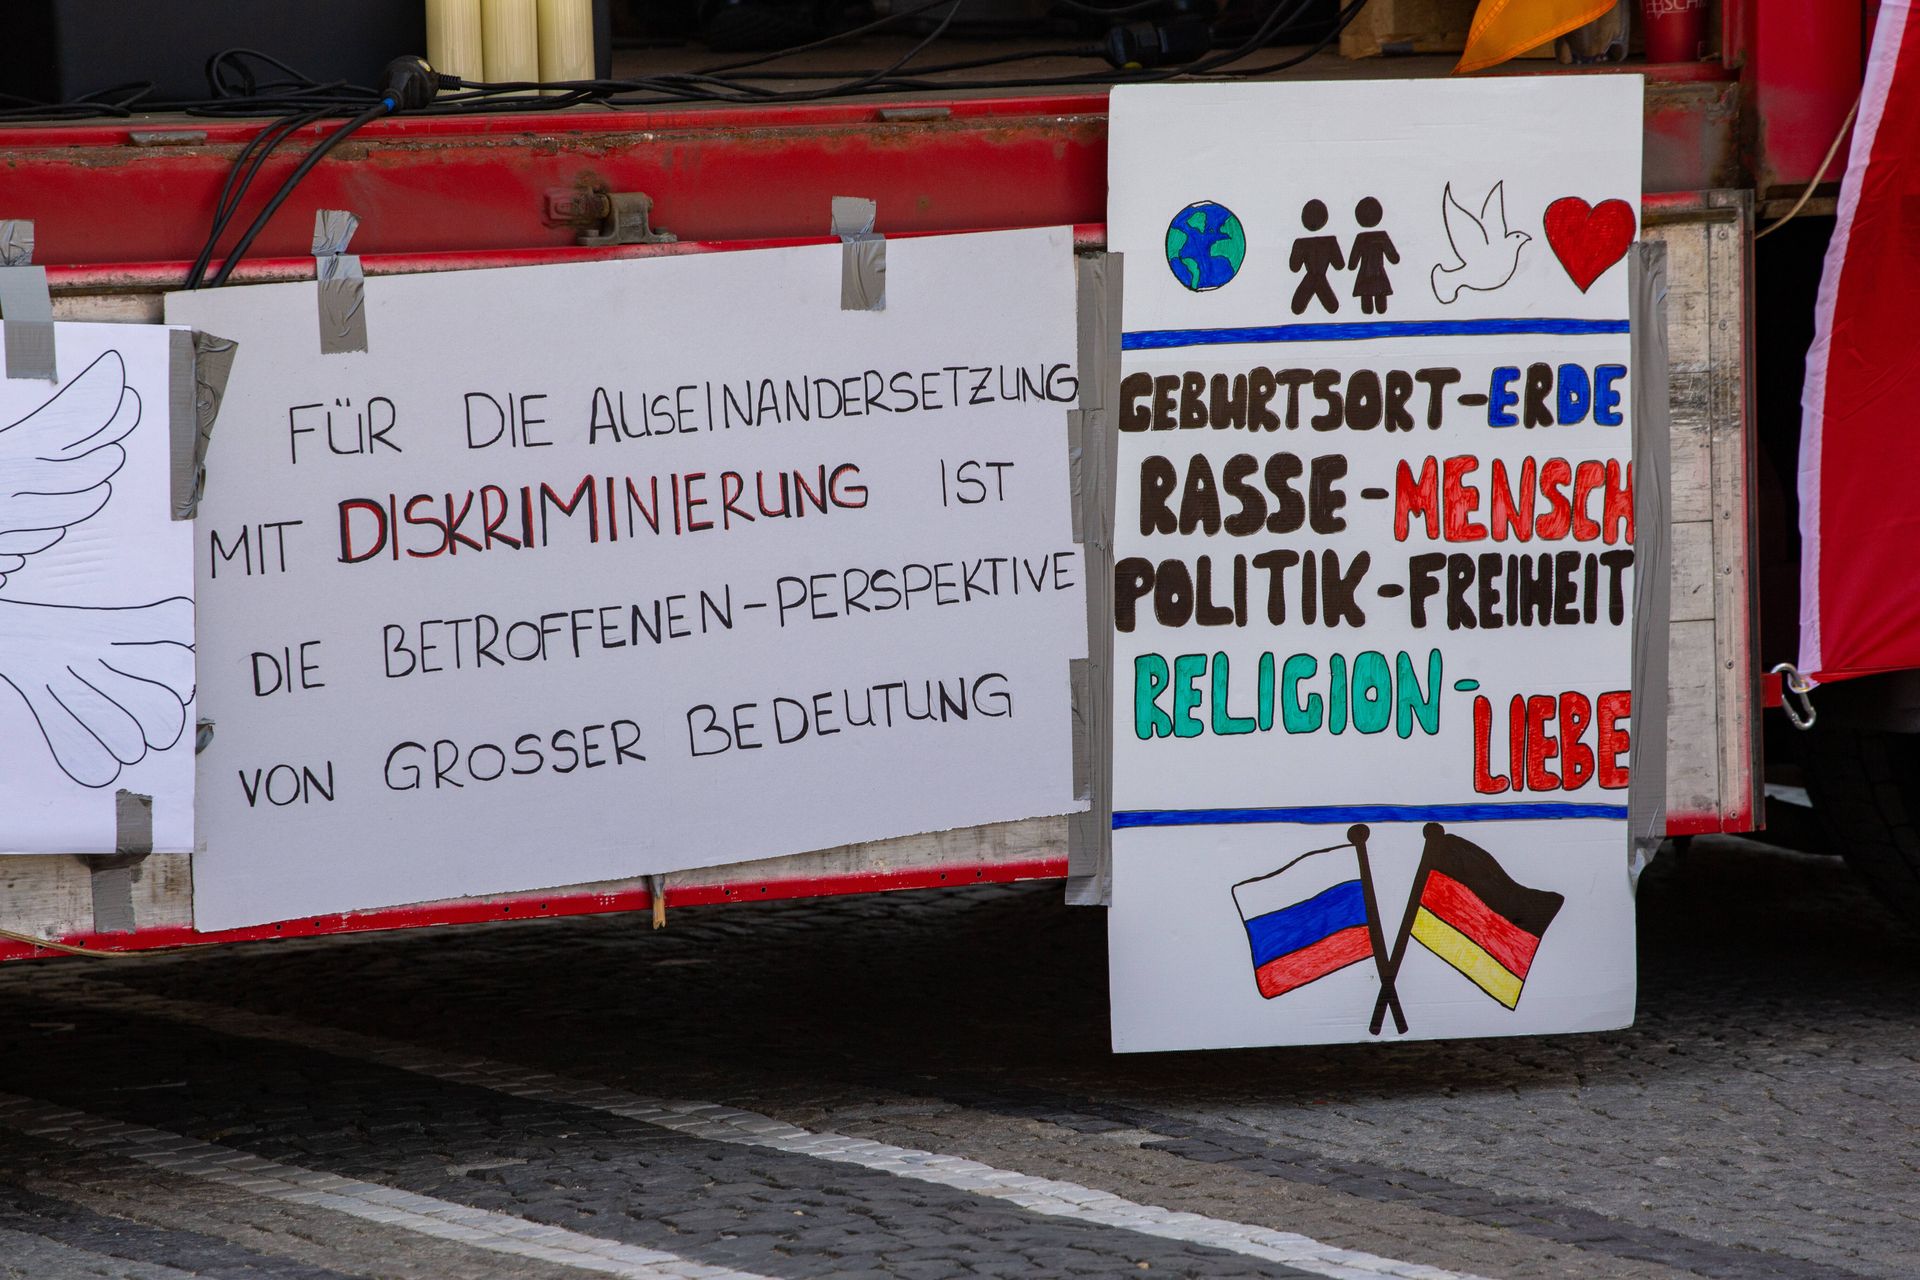 FÜR DIE AUSEINANDERSETZUNG
MIT DISKRIMINIERUNG IST
DIE BETROFFENEN-PERSPEKTIVE
VON GROSSER BEDEUTUNG
GEBURTSORT-ERDE
RASSE-MENSCH
POLITIK-FREIHEIT
RELIGION-
LIEBE